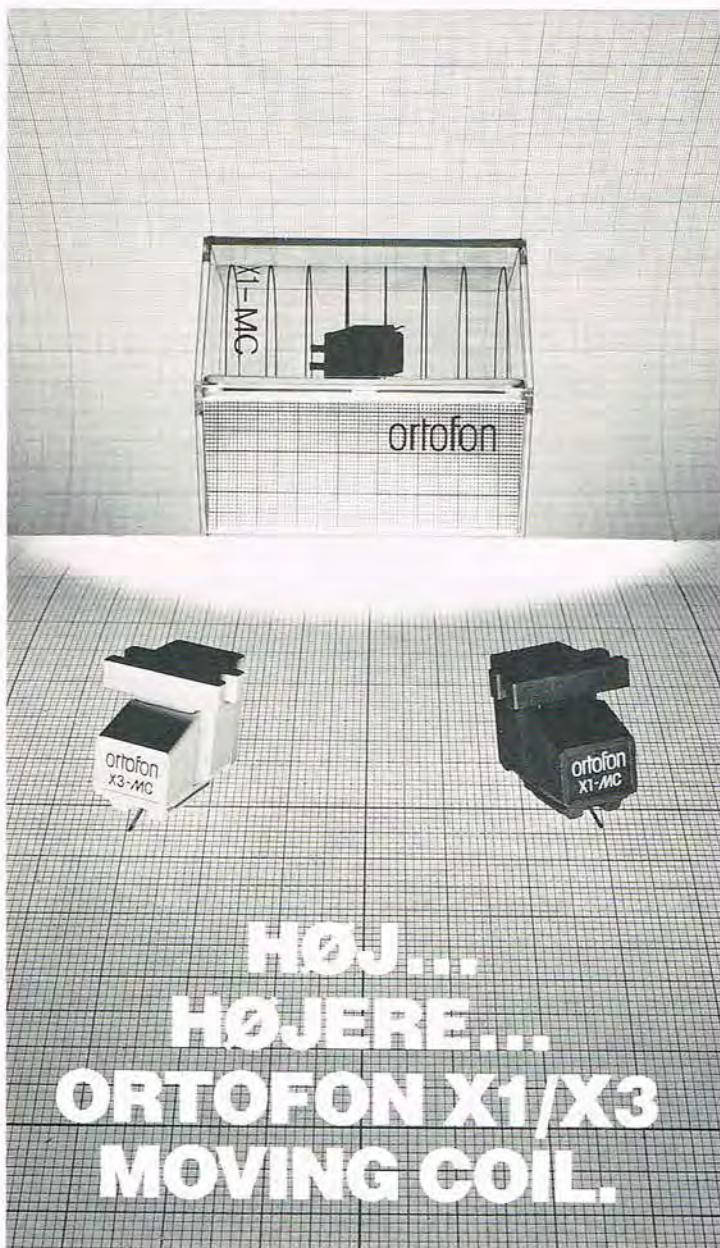 X1-MC
ortofon
ortofon
X3-MC
ortofon
X1-MC
HØJ...
HØJERE...
ORTOFON X1/X3
MOVING COIL.